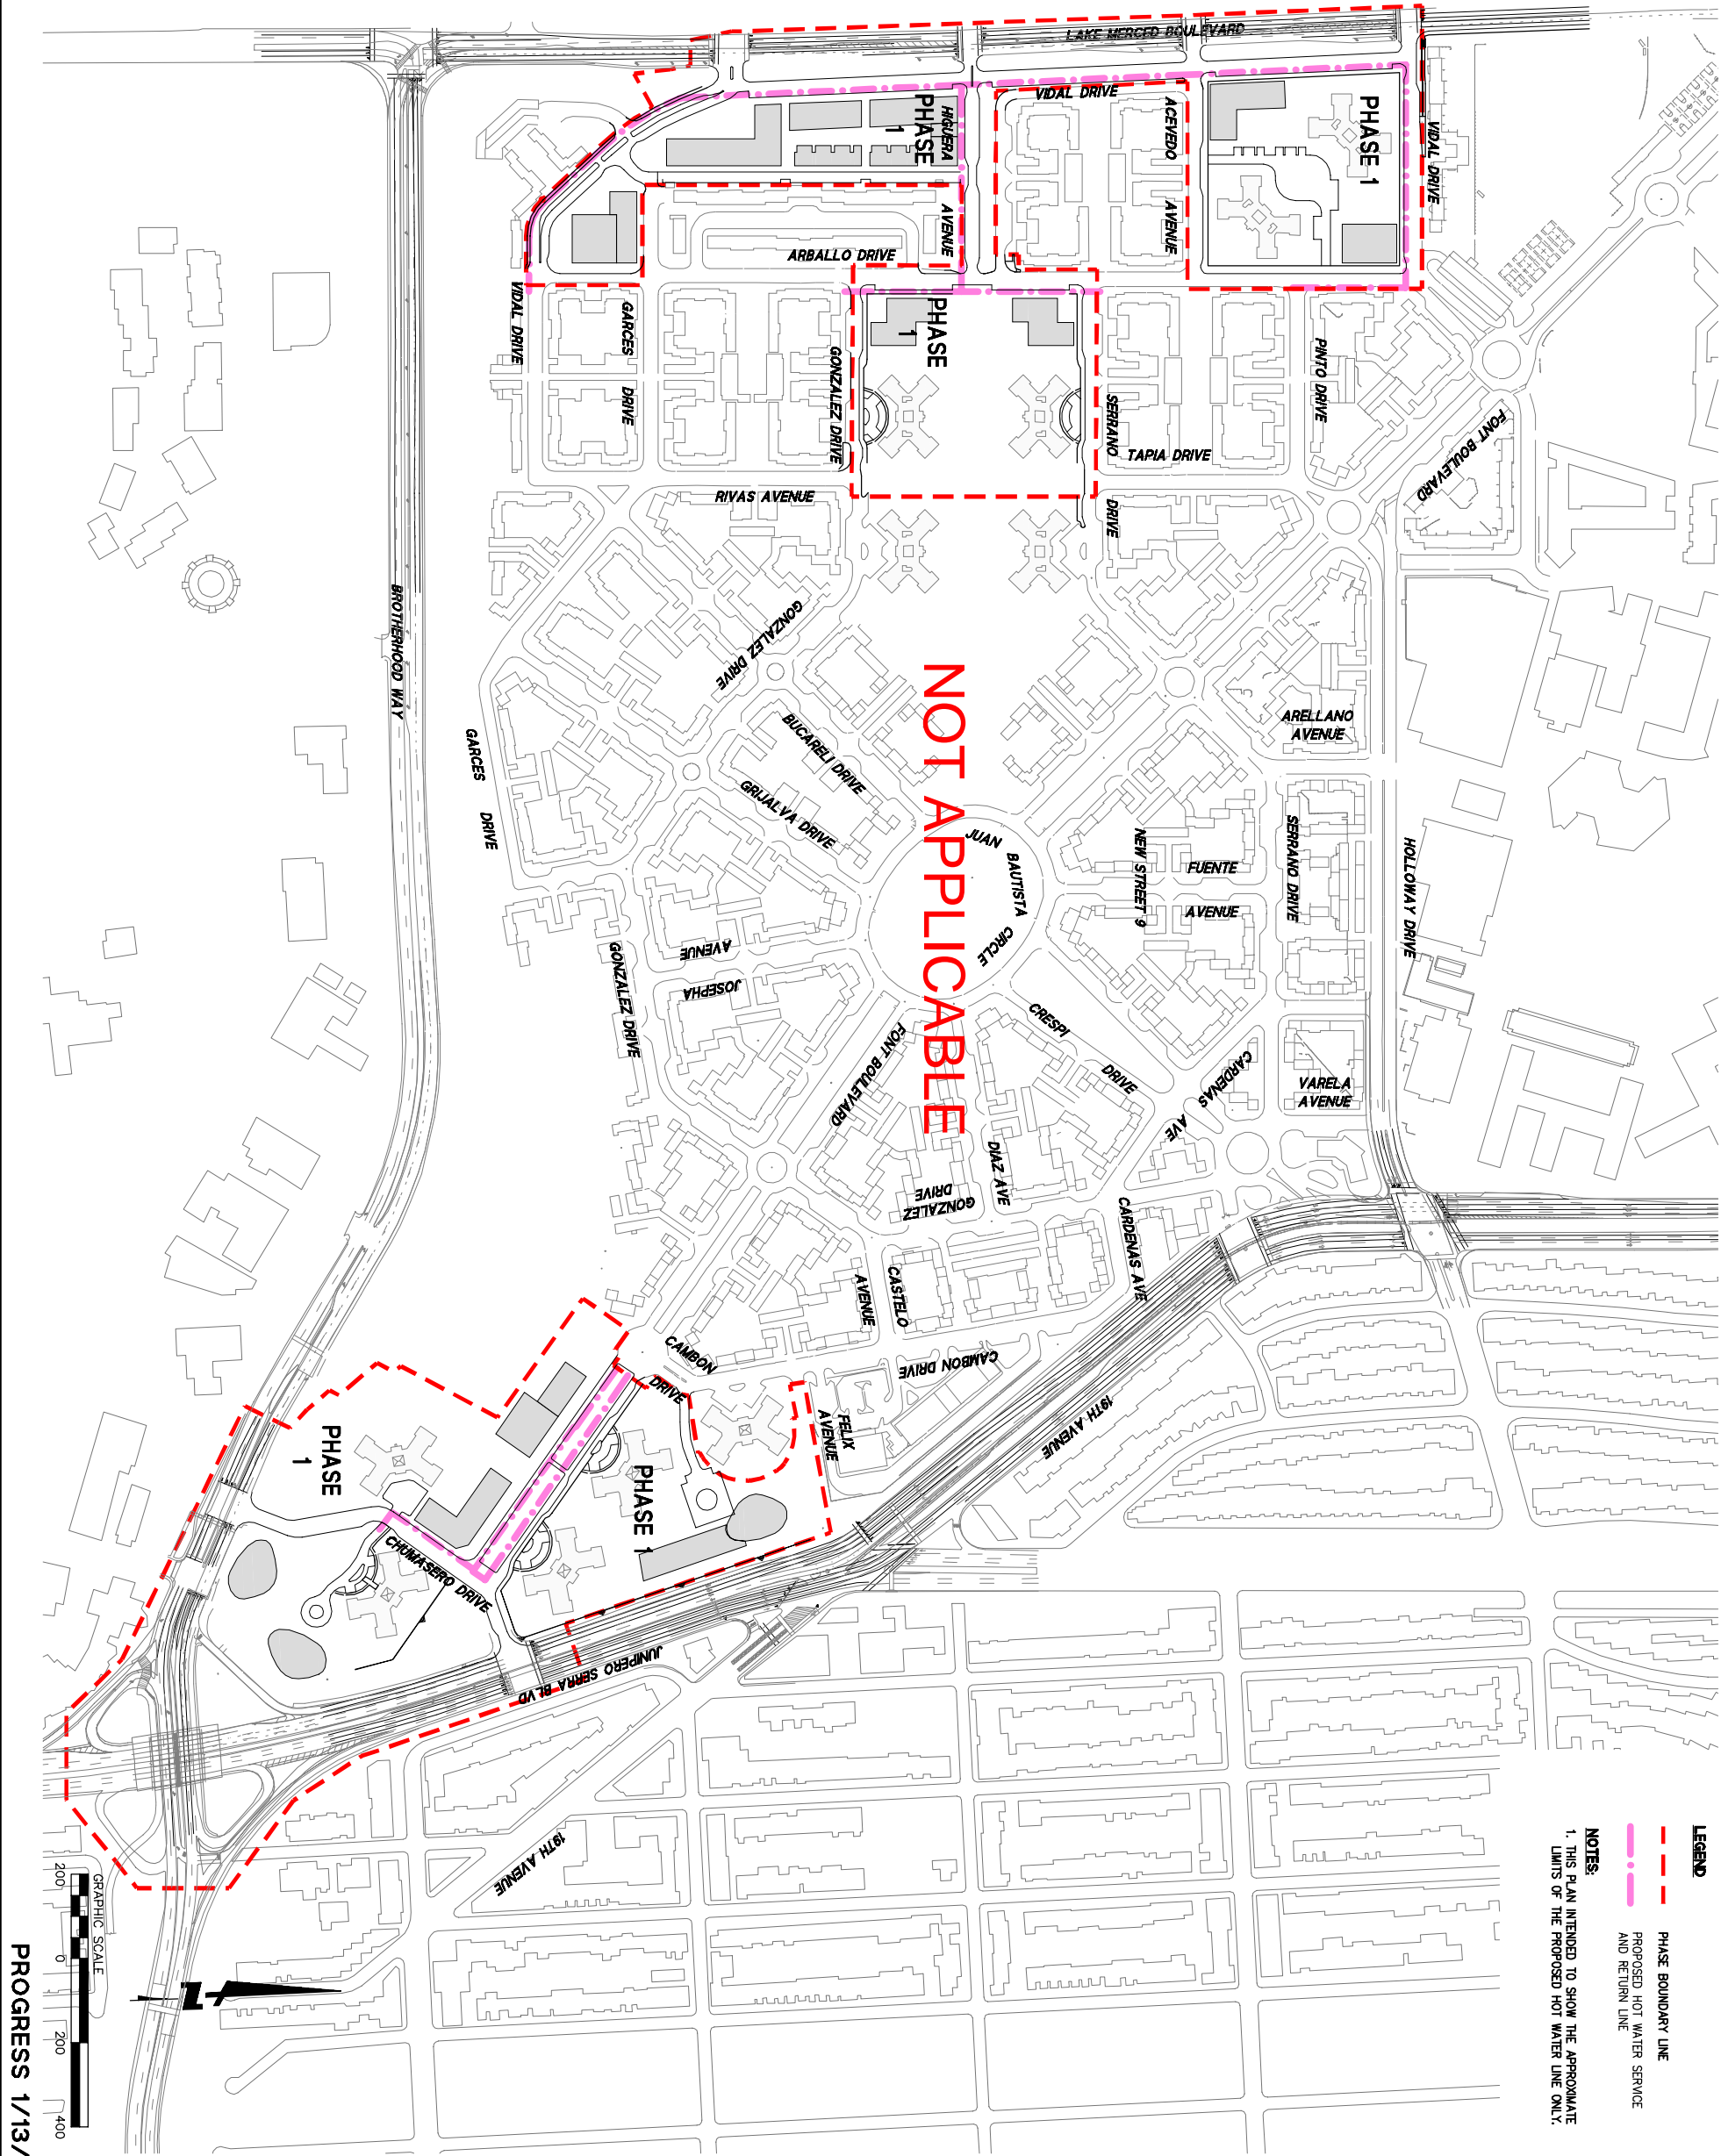 LAKE MERCED BOULEVARD
VIDAL DRIVE
PHASE 1
VIDAL DRIVE
ACEVEDO
AVENUE
HIGUERA
AVENUE
PHASE
1
ARBALLO DRIVE
VIDAL DRIVE
GARCES
DRIVE
GONZALEZ DRIVE
PHASE
1
SERRANO
DRIVE
TAPIA DRIVE
PINTO DRIVE
FONT BOULEVARD
RIVAS AVENUE
BROTHERHOOD WAY
GONZALEZ DRIVE
NOT APPLICABLE
ARELLANO
AVENUE
GARCES
DRIVE
BUCARELI DRIVE
GRIJALVA DRIVE
JUAN
BAUTISTA
CIRCLE
NEW STREET 9
FUENTE
AVENUE
SERRANO DRIVE
HOLLOWAY DRIVE
JOSEPHA
AVENUE
GONZALEZ DRIVE
FONT BOULEVARD
CRESPI
DRIVE
CARDENAS
AVE
VARELA
AVENUE
DIAZ AVE
GONZALEZ
DRIVE
CARDENAS AVE
CASTELO
AVENUE
CAMBON
DRIVE
CAMBON DRIVE
FELIX
AVENUE
19TH AVENUE
PHASE
1
PHASE
1
CHUMASERO DRIVE
JUNIPERO SERRA BLVD
19TH AVENUE
LEGEND
PHASE BOUNDARY LINE
PROPOSED HOT WATER SERVICE
AND RETURN LINE
NOTES:
1. THIS PLAN INTENDED TO SHOW THE APPROXIMATE
LIMITS OF THE PROPOSED HOT WATER LINE ONLY.
GRAPHIC SCALE
200 0 200 400
PROGRESS 1/13/